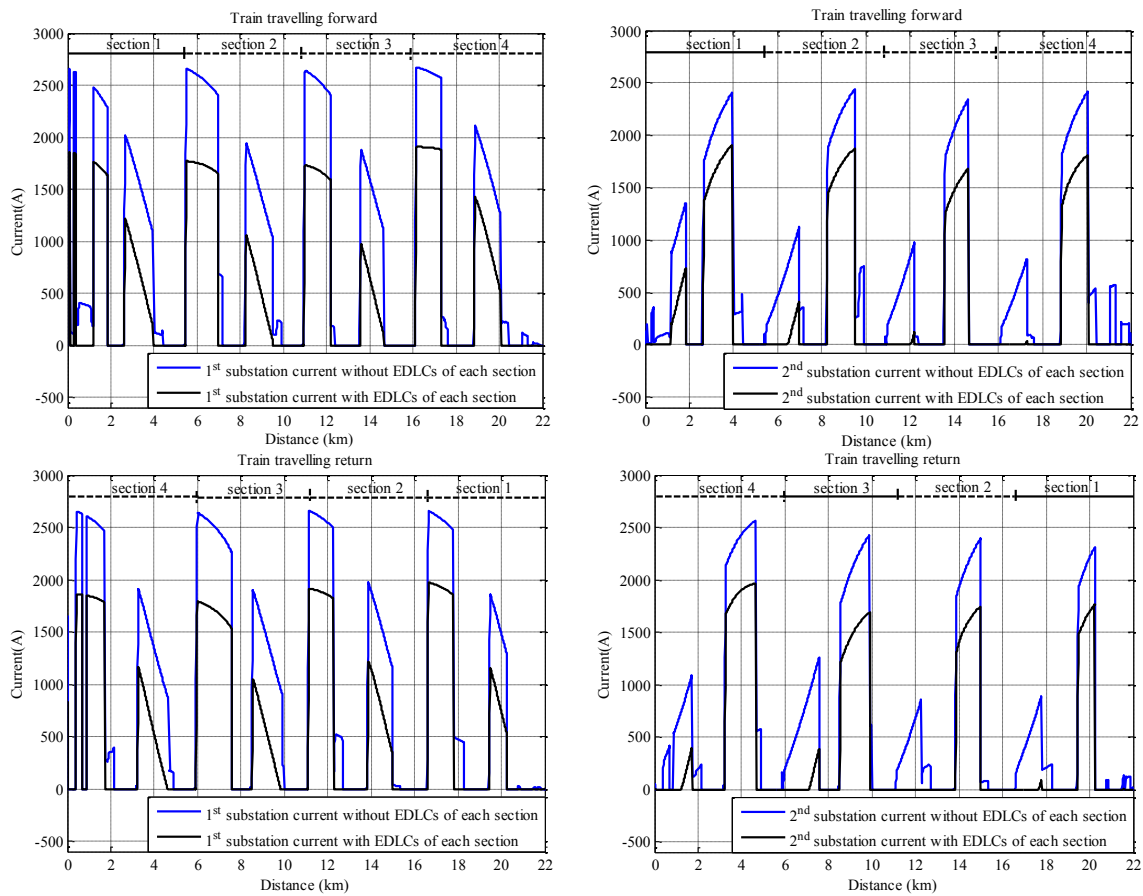 Train travelling forward
3000
2500
2000
1500
1000
500
0
-500
Current(A)
section 1
section 2
section 3
section 4
1st substation current without EDLCs of each section
1st substation current with EDLCs of each section
0 2 4 6 8 10 12 14 16 18 20 22
Distance (km)
Train travelling forward
3000
2500
2000
1500
1000
500
0
-500
Current(A)
section 1
section 2
section 3
section 4
2nd substation current without EDLCs of each section
2nd substation current with EDLCs of each section
0 2 4 6 8 10 12 14 16 18 20 22
Distance (km)
Train travelling return
3000
2500
2000
1500
1000
500
0
-500
Current(A)
section 4
section 3
section 2
section 1
1st substation current without EDLCs of each section
1st substation current with EDLCs of each section
0 2 4 6 8 10 12 14 16 18 20 22
Distance (km)
Train travelling return
3000
2500
2000
1500
1000
500
0
-500
Current(A)
section 4
section 3
section 2
section 1
2nd substation current without EDLCs of each section
2nd substation current with EDLCs of each section
0 2 4 6 8 10 12 14 16 18 20 22
Distance (km)